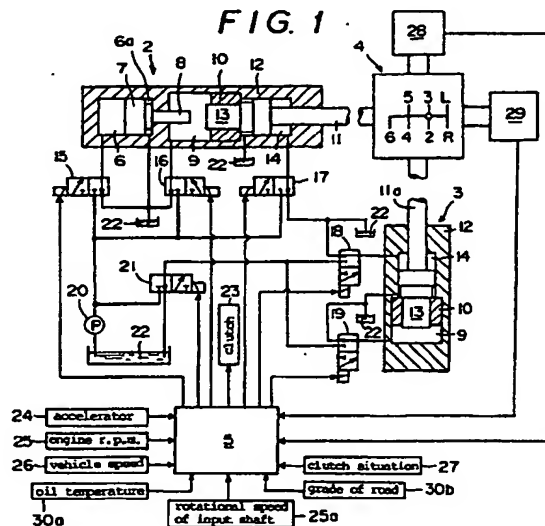 FIG. 1
6a
2
7
8
10
12
4
28
13
5 3 L
6 4 2 R
29
6
9
22
11
14
15
16
17
22
11a
3
22
18
12
14
21
23
20
P
13
10
9
22
19
22
clutch
24 accelerator
25 engine r.p.m.
26 vehicle speed
oil temperature
30a
5
clutch situation 27
grade of road
30b
rotational speed
of input shaft
25a